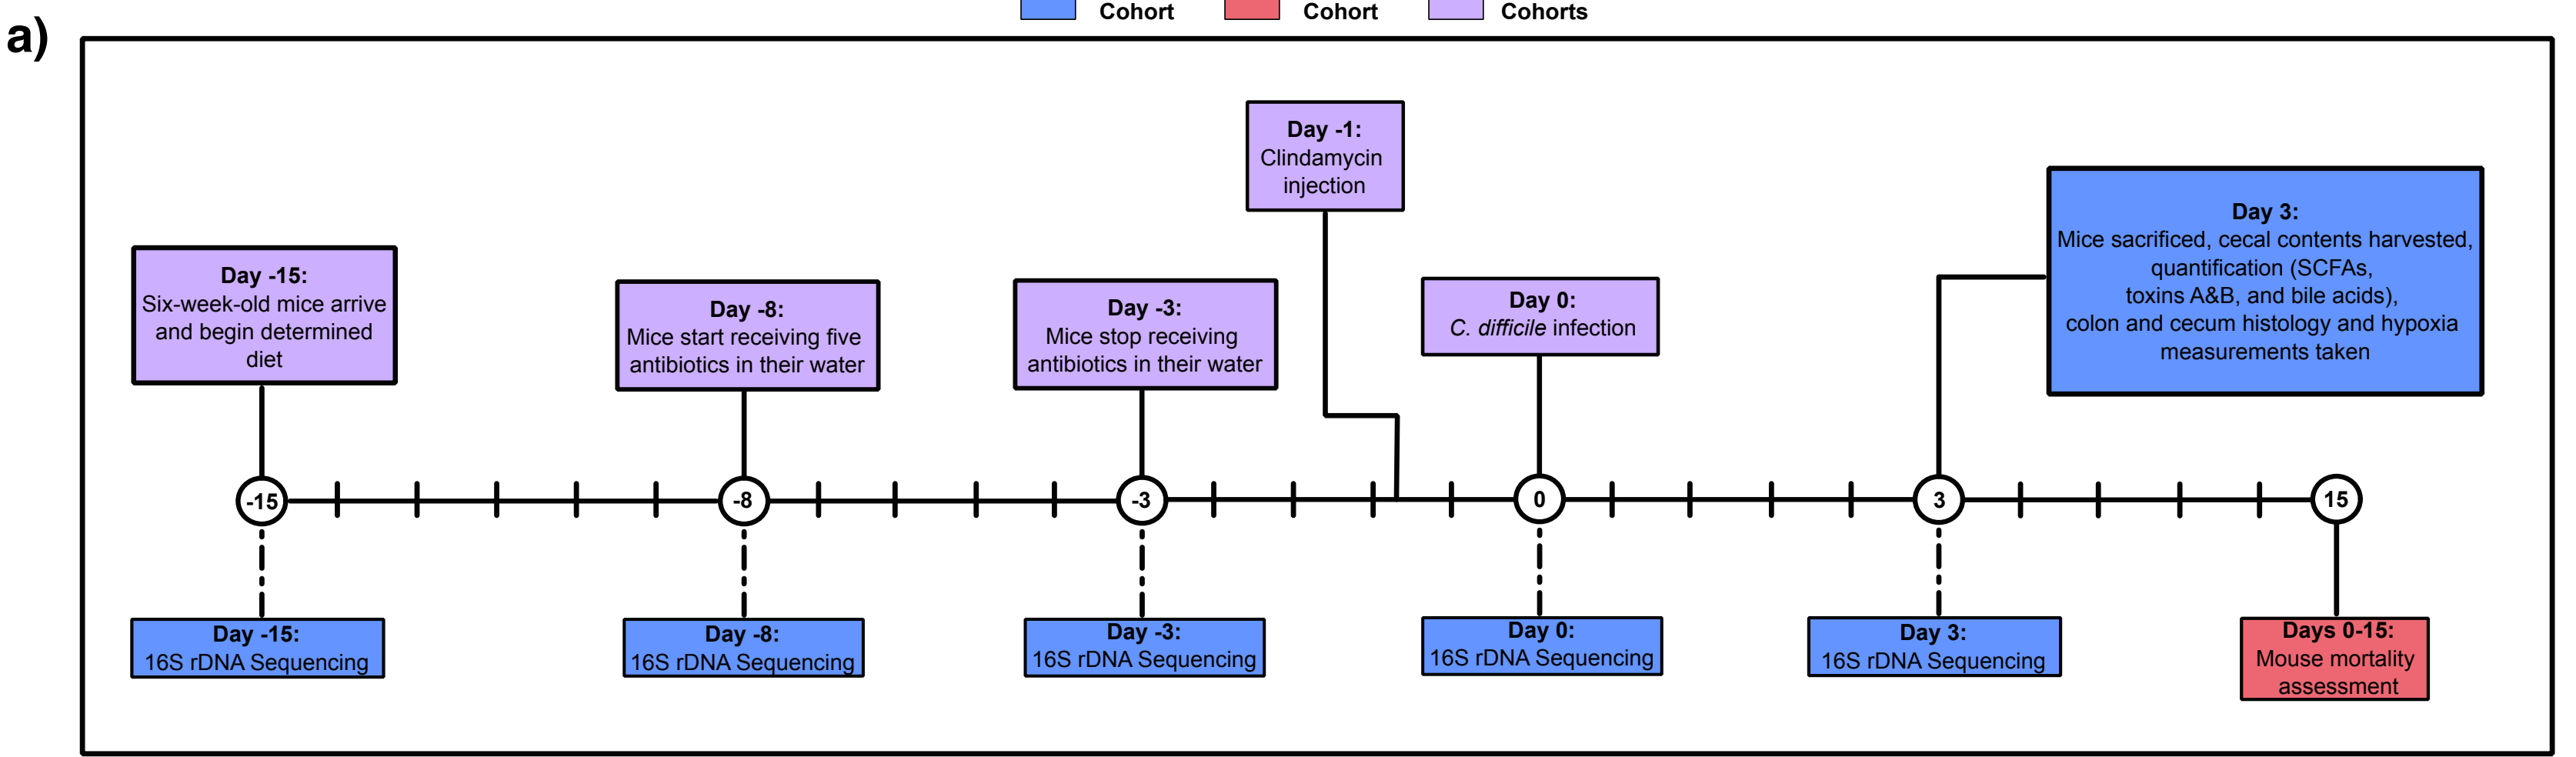 Cohort Cohort Cohorts
a)
Day -1:
Clindamycin
injection
Day 3:
Mice sacrificed, cecal contents harvested,
quantification (SCFAs,
toxins A&B, and bile acids),
colon and cecum histology and hypoxia
measurements taken
Day -15:
Six-week-old mice arrive
and begin determined
diet
Day -8:
Mice start receiving five
antibiotics in their water
Day -3:
Mice stop receiving
antibiotics in their water
Day 0:
C. difficile infection
-15 -8 -3 0 3 15
Day -15:
16S rDNA Sequencing
Day -8:
16S rDNA Sequencing
Day -3:
16S rDNA Sequencing
Day 0:
16S rDNA Sequencing
Day 3:
16S rDNA Sequencing
Days 0-15:
Mouse mortality
assessment